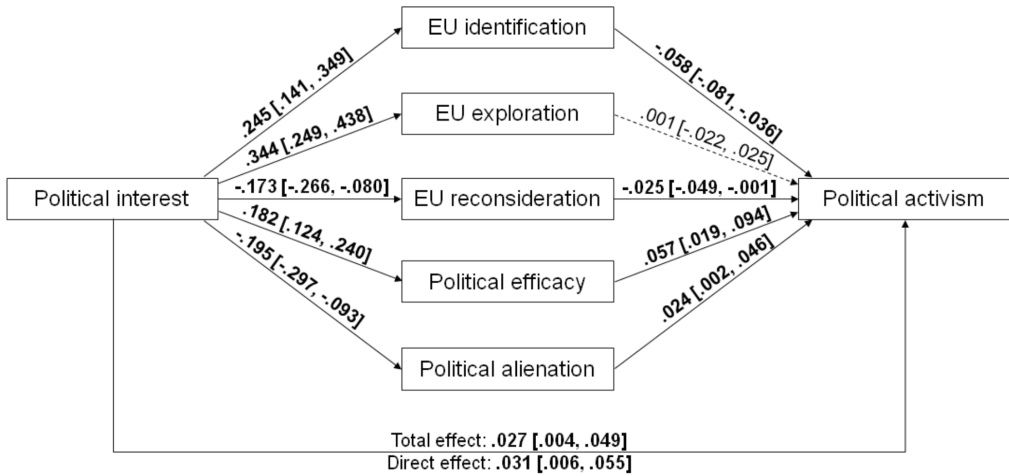 EU identification
.245 [.141, .349]
-.058 [-.081, -.036]
EU exploration
.344 [.249, .438]
.001 [-.022, .025]
Political interest
-.173 [-.266, -.080]
EU reconsideration
-.025 [-.049, -.001]
Political activism
.182 [.124, .240]
Political efficacy
.057 [.019, .094]
-.195 [-.297, -.093]
Political alienation
.024 [.002, .046]
Total effect: .027 [.004, .049]
Direct effect: .031 [.006, .055]